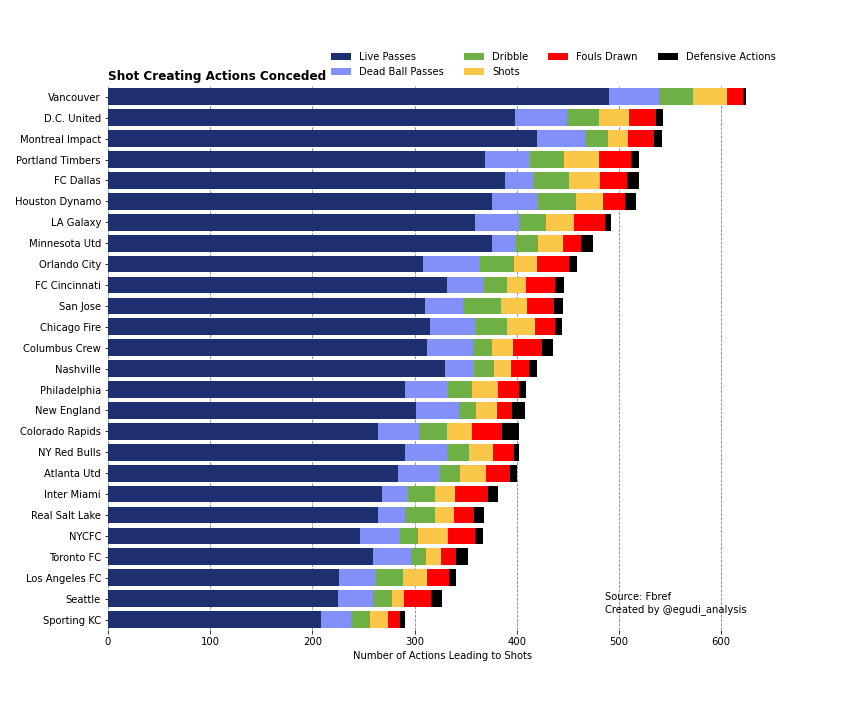 Live Passes
Dead Ball Passes
Dribble
Shots
Fouls Drawn
Defensive Actions
Shot Creating Actions Conceded
Vancouver
D.C. United
Montreal Impact
Portland Timbers
FC Dallas
Houston Dynamo
LA Galaxy
Minnesota Utd
Orlando City
FC Cincinnati
San Jose
Chicago Fire
Columbus Crew
Nashville
Philadelphia
New England
Colorado Rapids
NY Red Bulls
Atlanta Utd
Inter Miami
Real Salt Lake
NYCFC
Toronto FC
Los Angeles FC
Seattle
Sporting KC
Source: Fbref
Created by @egudi_analysis
0 100 200 300 400 500 600
Number of Actions Leading to Shots